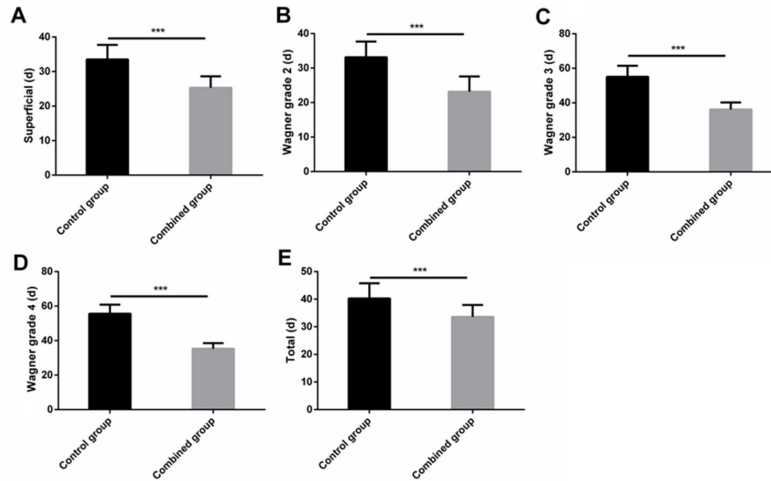 A
Superficial (d)
40
30
20
10
0
***
Control group
Combined group
B
Wagner grade 2 (d)
40
30
20
10
0
***
Control group
Combined group
C
Wagner grade 3 (d)
80
60
40
20
0
***
Control group
Combined group
D
Wagner grade 4 (d)
80
60
40
20
0
***
Control group
Combined group
E
Total (d)
50
40
30
20
10
0
***
Control group
Combined group